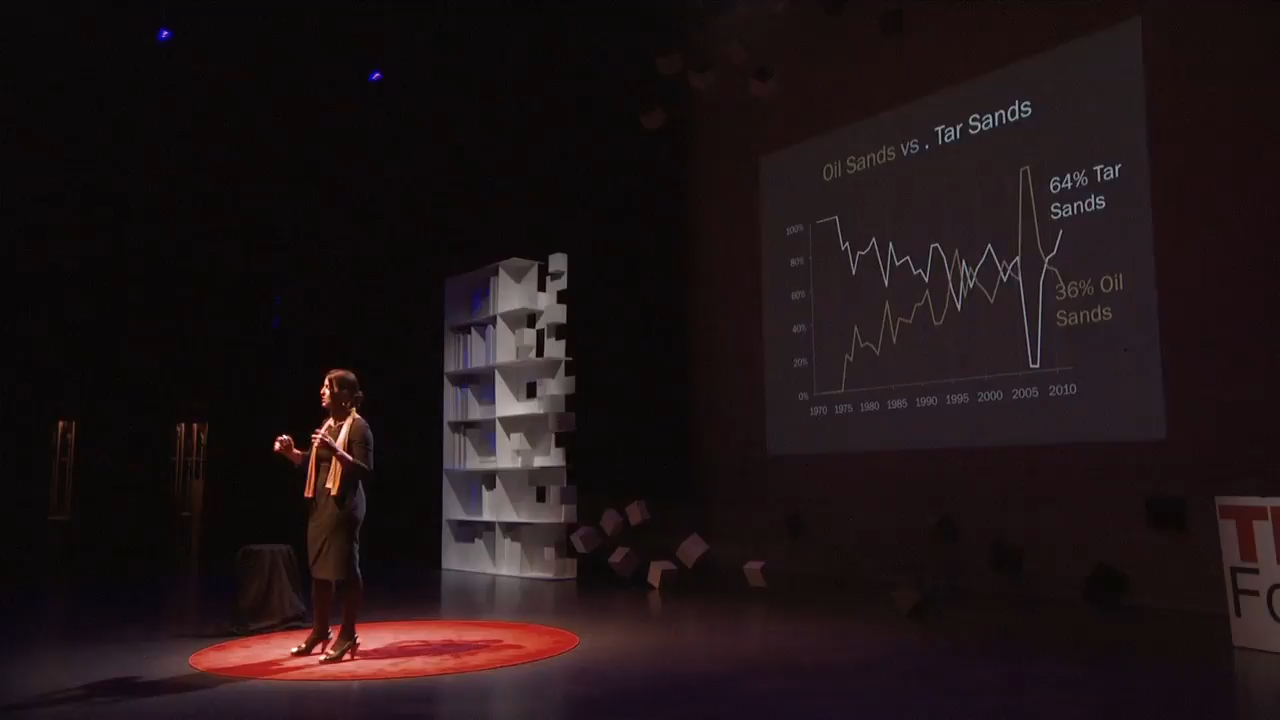 Oil Sands vs . Tar Sands
64% Tar
Sands
36% Oil
Sands
100%
80%
60%
40%
20%
0%
1970 1975 1980 1985 1990 1995 2000 2005 2010
T
Fo